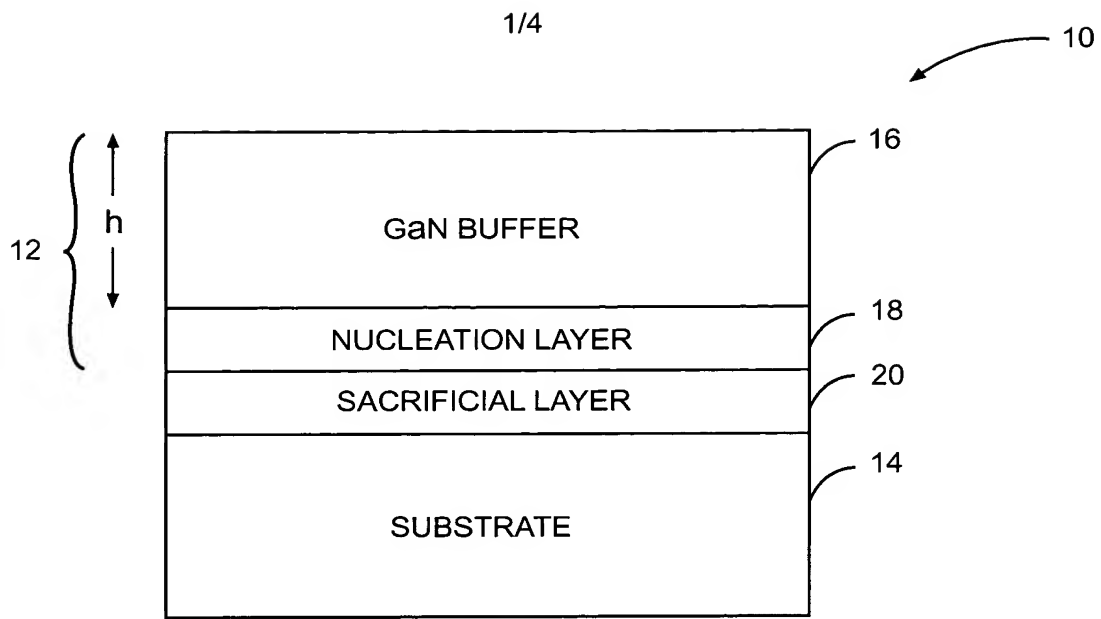 1/4
10
16
GaN BUFFER
h
12
18
NUCLEATION LAYER
20
SACRIFICIAL LAYER
14
SUBSTRATE